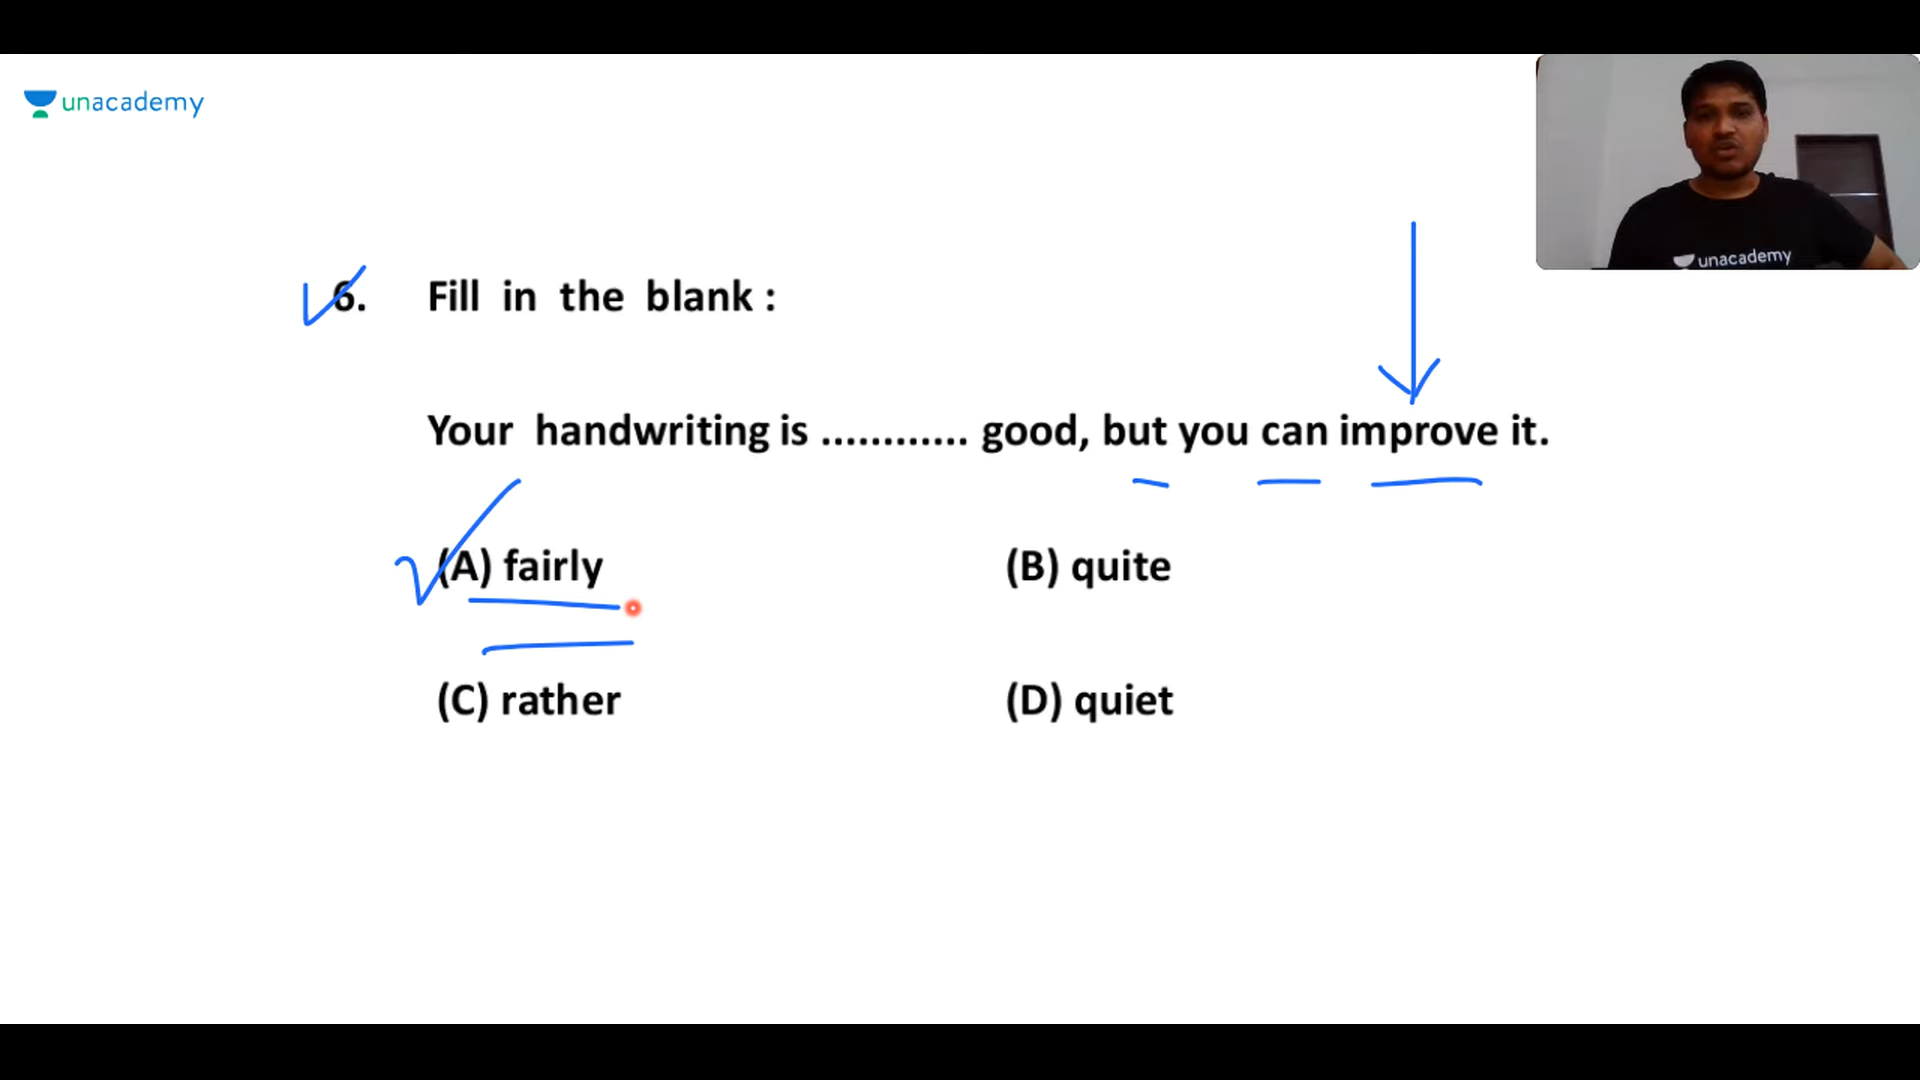 unacademy
unacademy
6. Fill in the blank :
Your handwriting is ............ good, but you can improve it.
(A) fairly
(B) quite
(C) rather
(D) quiet